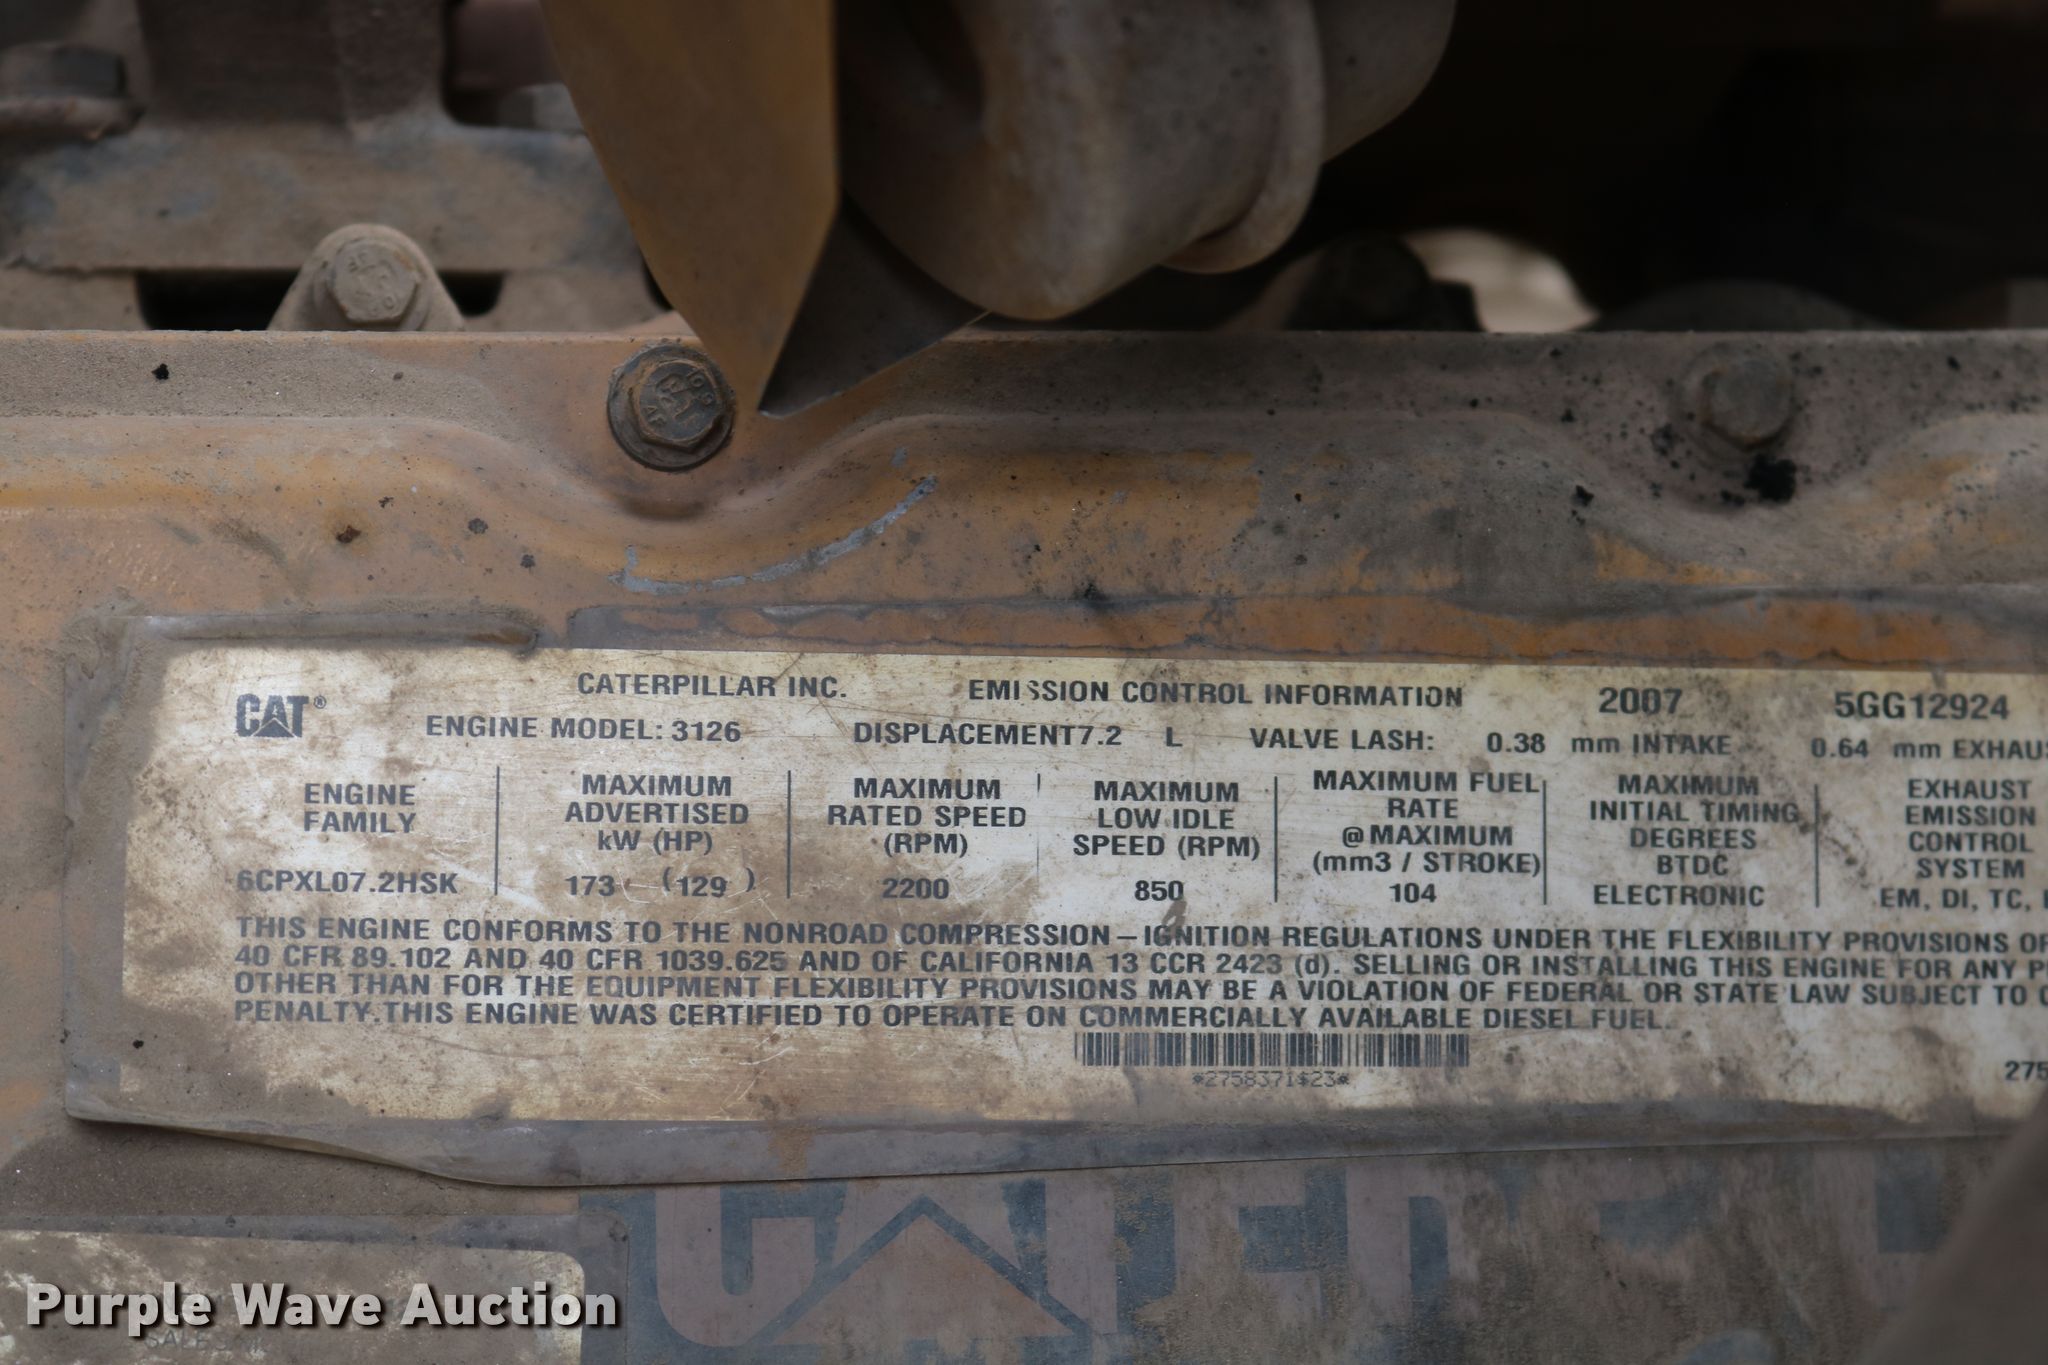 CAT®
CATERPILLAR INC. EMISSION CONTROL INFORMATION 2007 5GG12924
ENGINE MODEL: 3126 DISPLACEMENT7.2 L VALVE LASH: 0.38 mm INTAKE 0.64 mm EXHAUS
ENGINE FAMILY
6CPXL07.2HSK
MAXIMUM ADVERTISED kW (HP)
173 (129 )
MAXIMUM RATED SPEED (RPM)
2200
MAXIMUM LOW IDLE SPEED (RPM)
850
MAXIMUM FUEL RATE @MAXIMUM (mm3 / STROKE)
104
MAXIMUM INITIAL TIMING DEGREES BTDC
ELECTRONIC
EXHAUST EMISSION CONTROL SYSTEM
EM, DI, TC,
THIS ENGINE CONFORMS TO THE NONROAD COMPRESSION–IGNITION REGULATIONS UNDER THE FLEXIBILITY PROVISIONS OF
40 CFR 89.102 AND 40 CFR 1039.625 AND OF CALIFORNIA 13 CCR 2423 (d). SELLING OR INSTALLING THIS ENGINE FOR ANY P
OTHER THAN FOR THE EQUIPMENT FLEXIBILITY PROVISIONS MAY BE A VIOLATION OF FEDERAL OR STATE LAW SUBJECT TO C
PENALTY.THIS ENGINE WAS CERTIFIED TO OPERATE ON COMMERCIALLY AVAILABLE DIESEL FUEL.
*2758371$23*
275
Purple Wave Auction